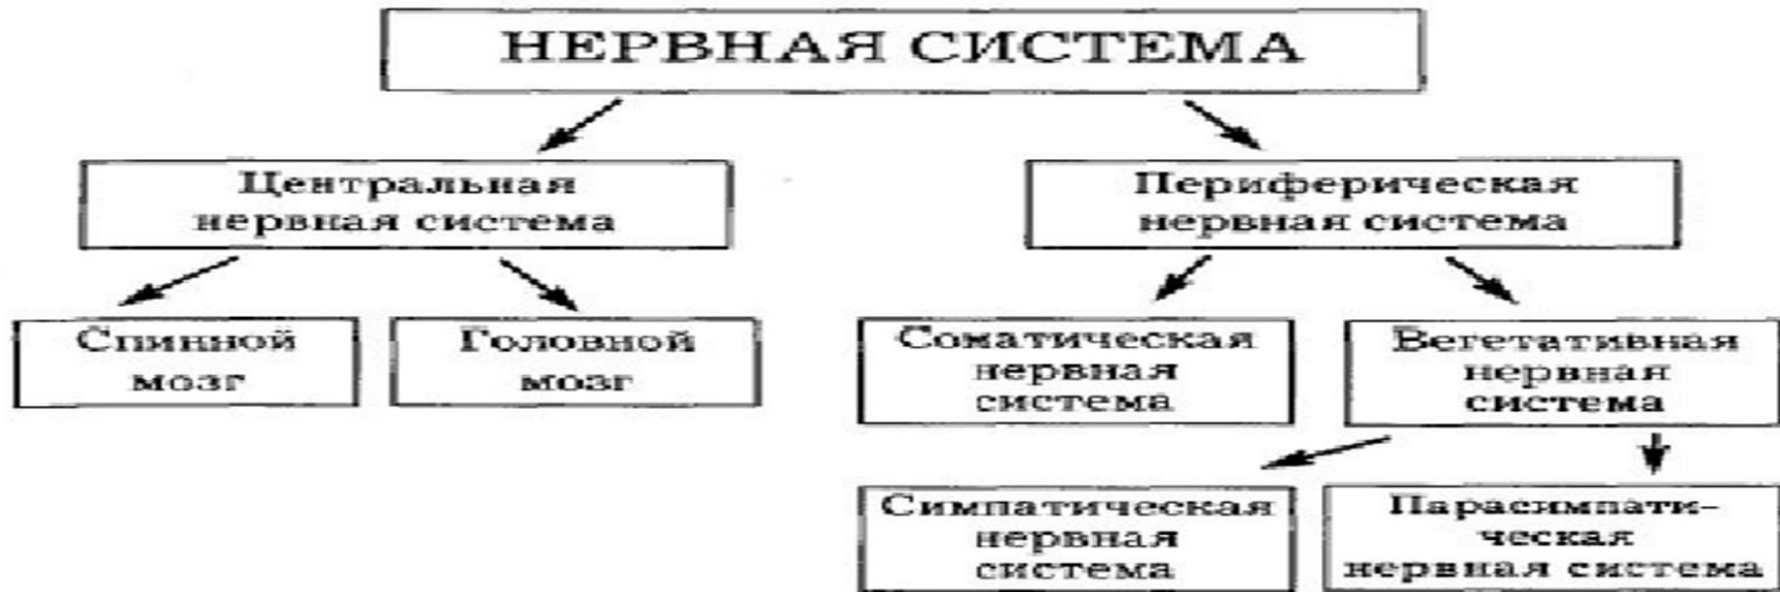 НЕРВНАЯ СИСТЕМА
Центральная
нервная система
Периферическая
нервная система
Спинной
мозг
Головной
мозг
Соматическая
нервная
система
Вегетативная
нервная
система
Симпатическая
нервная
система
Парасимпати-
ческая
нервная система